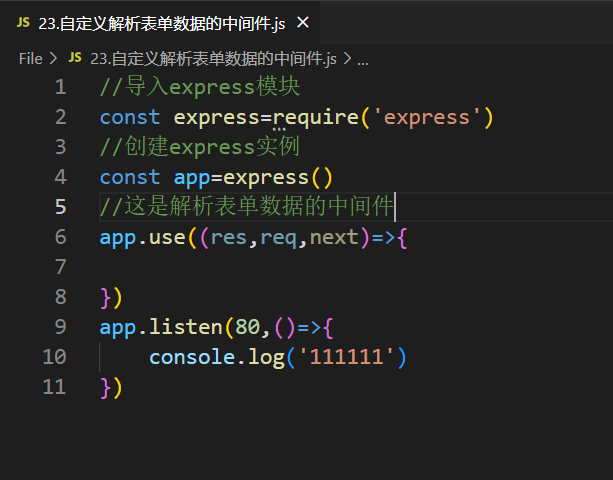 JS 23.自定义解析表单数据的中间件.js ×
File > JS 23.自定义解析表单数据的中间件.js > ...
1 //导入express模块
2 const express=require('express')
3 //创建express实例
4 const app=express()
5 //这是解析表单数据的中间件
6 app.use((res,req,next)=>{
7
8 })
9 app.listen(80,()=>{
10 console.log('111111')
11 })